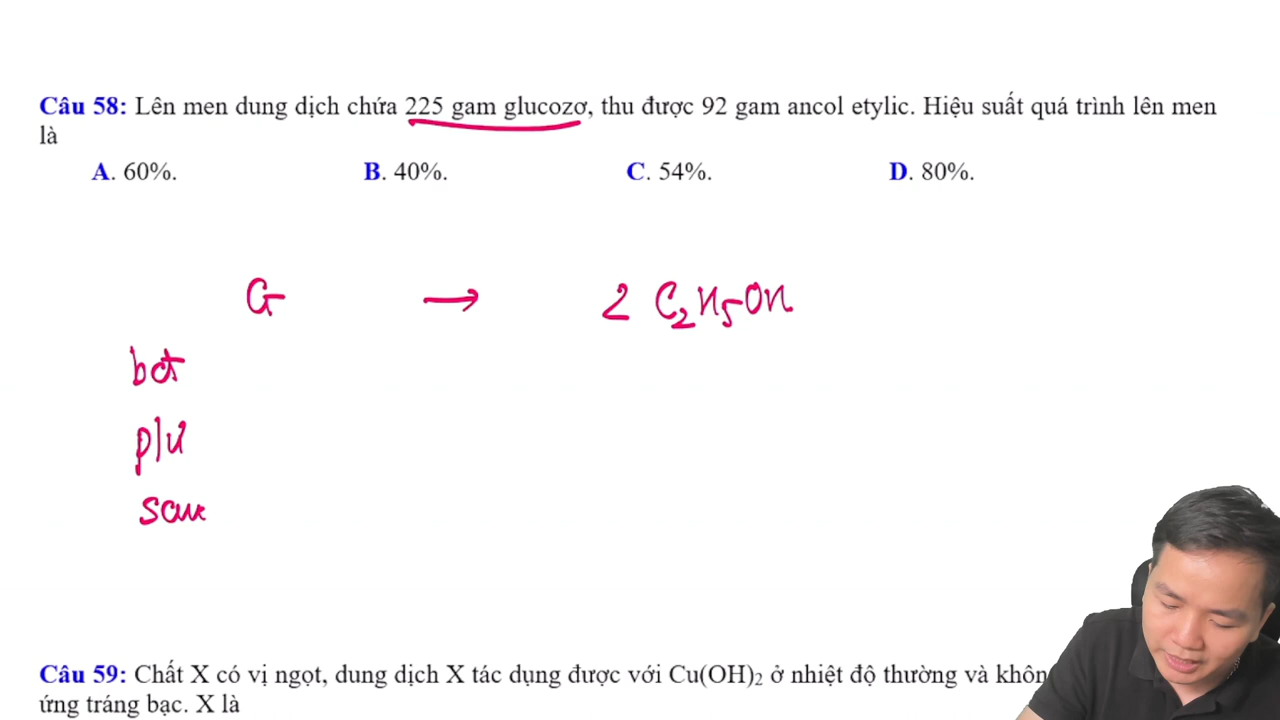 Câu 58: Lên men dung dịch chứa 225 gam glucozơ, thu được 92 gam ancol etylic. Hiệu suất quá trình lên men
là
A. 60%. B. 40%. C. 54%. D. 80%.
G → 2 C₂H₅OH
bđ
p/ư
sau
Câu 59: Chất X có vị ngọt, dung dịch X tác dụng được với Cu(OH)₂ ở nhiệt độ thường và
ứng tráng bạc. X là